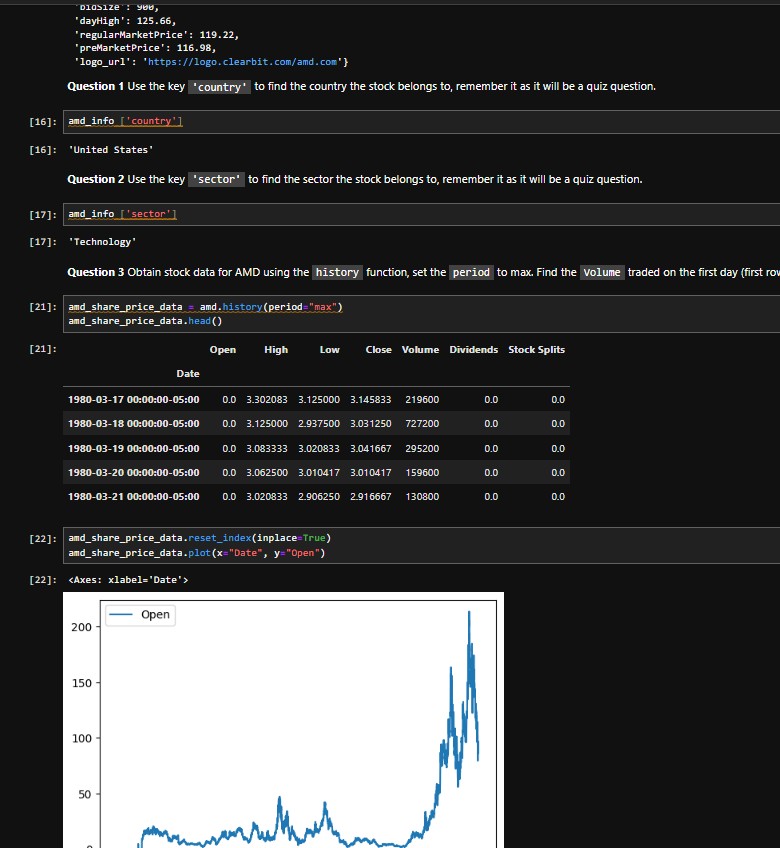 'bidSize': 900,
'dayHigh': 125.66,
'regularMarketPrice': 119.22,
'preMarketPrice': 116.98,
'logo_url': 'https://logo.clearbit.com/amd.com'}
Question 1 Use the key 'country' to find the country the stock belongs to, remember it as it will be a quiz question.
[16]: amd_info ['country']
[16]: 'United States'
Question 2 Use the key 'sector' to find the sector the stock belongs to, remember it as it will be a quiz question.
[17]: amd_info ['sector']
[17]: 'Technology'
Question 3 Obtain stock data for AMD using the history function, set the period to max. Find the Volume traded on the first day (first row
[21]: amd_share_price_data = amd.history(period="max")
amd_share_price_data.head()
[21]: Open High Low Close Volume Dividends Stock Splits
Date
1980-03-17 00:00:00-05:00 0.0 3.302083 3.125000 3.145833 219600 0.0 0.0
1980-03-18 00:00:00-05:00 0.0 3.125000 2.937500 3.031250 727200 0.0 0.0
1980-03-19 00:00:00-05:00 0.0 3.083333 3.020833 3.041667 295200 0.0 0.0
1980-03-20 00:00:00-05:00 0.0 3.062500 3.010417 3.010417 159600 0.0 0.0
1980-03-21 00:00:00-05:00 0.0 3.020833 2.906250 2.916667 130800 0.0 0.0
[22]: amd_share_price_data.reset_index(inplace=True)
amd_share_price_data.plot(x="Date", y="Open")
[22]: <Axes: xlabel='Date'>
Open
200
150
100
50
0